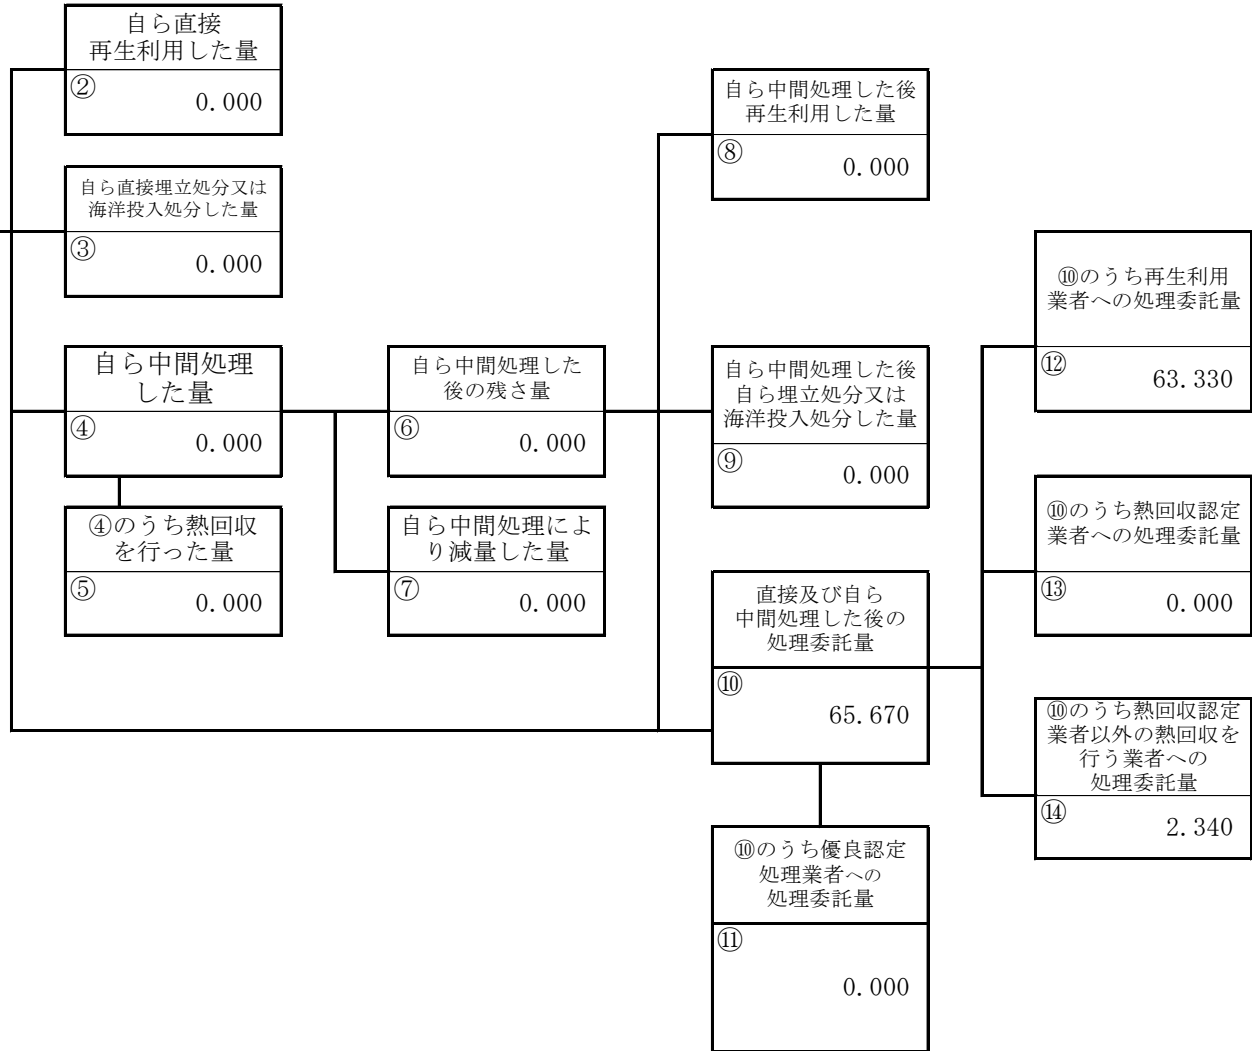 自ら直接
再生利用した量
②
0.000
自ら直接埋立処分又は
海洋投入処分した量
③
0.000
自ら中間処理
した量
④
0.000
④のうち熱回収
を行った量
⑤
0.000
自ら中間処理した
後の残さ量
⑥
0.000
自ら中間処理によ
り減量した量
⑦
0.000
自ら中間処理した後
再生利用した量
⑧
0.000
自ら中間処理した後
自ら埋立処分又は
海洋投入処分した量
⑨
0.000
直接及び自ら
中間処理した後の
処理委託量
⑩
65.670
⑩のうち優良認定
処理業者への
処理委託量
⑪
0.000
⑩のうち再生利用
業者への処理委託量
⑫
63.330
⑩のうち熱回収認定
業者への処理委託量
⑬
0.000
⑩のうち熱回収認定
業者以外の熱回収を
行う業者への
処理委託量
⑭
2.340